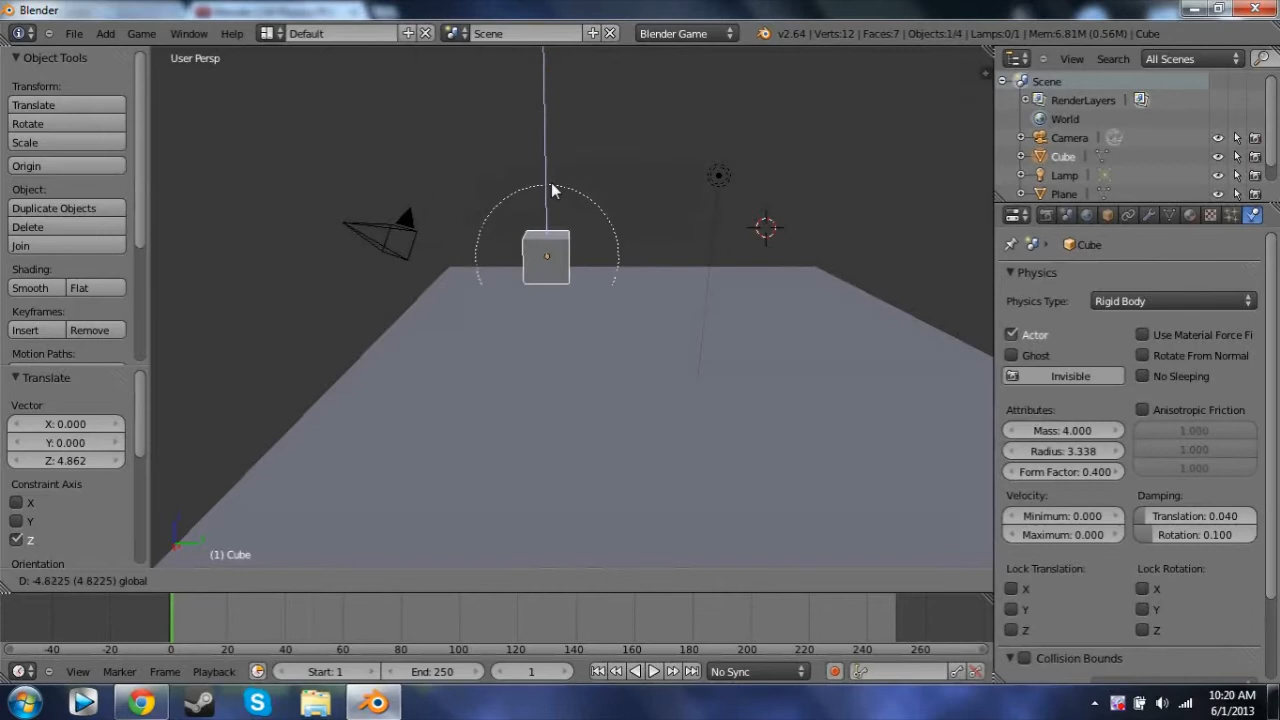 Blender
File Add Game Window Help Default Scene Blender Game v2.64 | Verts:12 | Faces:7 | Objects:1/4 | Lamps:0/1 | Mem:6.81M (0.56M) | Cube
Object Tools
Transform:
Translate
Rotate
Scale
Origin
Object:
Duplicate Objects
Delete
Join
Shading:
Smooth Flat
Keyframes:
Insert Remove
Motion Paths:
Translate
Vector
X: 0.000
Y: 0.000
Z: 4.862
Constraint Axis
X
Y
Z
Orientation
User Persp
(1) Cube
D: -4.8225 (4.8225) global
View Search All Scenes
Scene
RenderLayers
World
Camera
Cube
Lamp
Plane
Cube
Physics
Physics Type: Rigid Body
Actor Use Material Force Fi
Ghost Rotate From Normal
Invisible No Sleeping
Attributes: Anisotropic Friction
Mass: 4.000 1.000
Radius: 3.338 1.000
Form Factor: 0.400 1.000
Velocity: Damping:
Minimum: 0.000 Translation: 0.040
Maximum: 0.000 Rotation: 0.100
Lock Translation: Lock Rotation:
X X
Y Y
Z Z
Collision Bounds
-40 -20 0 20 40 60 80 100 120 140 160 180 200 220 240 260
View Marker Frame Playback Start: 1 End: 250 1 No Sync
10:20 AM
6/1/2013